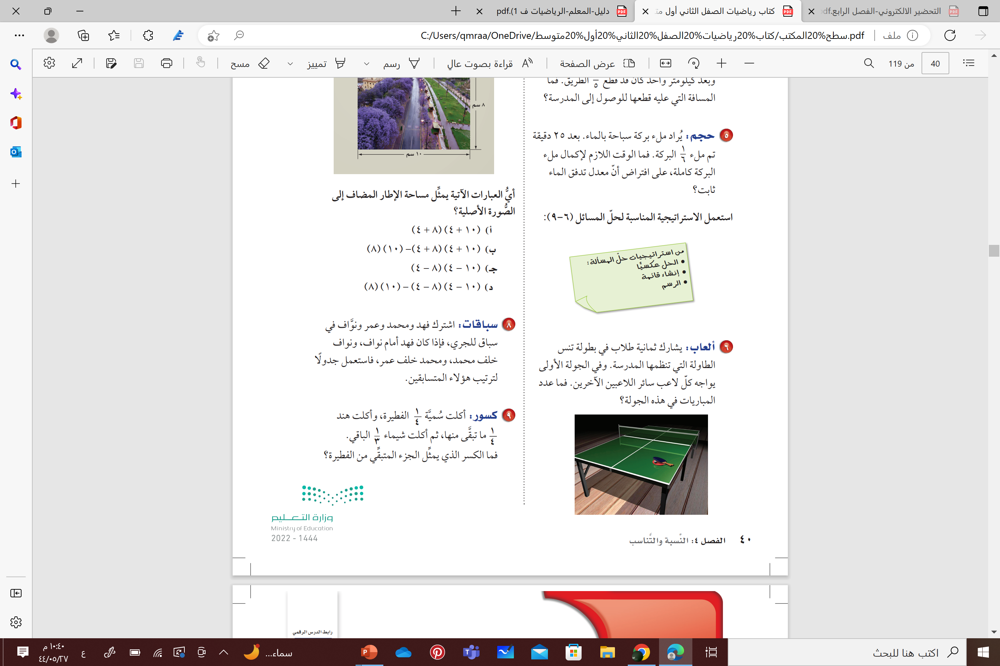 التحضير الالكتروني-الفصل الرابع.pdf
كتاب رياضيات الصفل الثاني أول
دليل-المعلم-الرياضيات ف 1).pdf
ملف
C:/Users/qmraa/OneDrive/سطح%20المكتب/كتاب%20رياضيات%20الصفل%20الثاني%20أول%20متوسط.pdf
40
من 119
عرض الصفحة
قراءة بصوت عالٍ
رسم
تمييز
مسح
وبعد كيلومتر واحد كان قد قطع ٥/ الطريق. فما
المسافة التي عليه قطعها للوصول إلى المدرسة؟
٥ حجم: يُراد ملء بركة سباحة بالماء. بعد ٢٥ دقيقة
تم ملء ١/٦ البركة. فما الوقت اللازم لإكمال ملء
البركة كاملة، على افتراض أنّ معدل تدفق الماء
ثابت؟
استعمل الاستراتيجية المناسبة لحلّ المسائل (٦-٩):
من استراتيجيات حلّ المسألة:
• الحل عكسيًّا
• إنشاء قائمة
• الرسم
٦ ألعاب: يشارك ثمانية طلاب في بطولة تنس
الطاولة التي تنظمها المدرسة. وفي الجولة الأولى
يواجه كلّ لاعب سائر اللاعبين الآخرين. فما عدد
المباريات في هذه الجولة؟
٨ سم
١٠ سم
أيُّ العبارات الآتية يمثِّل مساحة الإطار المضاف إلى
الصُّورة الأصلية؟
أ) (١٠ + ٤)(٨ + ٤)
ب) (١٠ + ٤)(٨ + ٤)– (١٠)(٨)
جـ) (١٠ – ٤)(٨ – ٤)
د) (١٠ – ٤)(٨ – ٤) – (١٠)(٨)
٨ سباقات: اشترك فهد ومحمد وعمر ونوَّاف في
سباق للجري، فإذا كان فهد أمام نواف، ونواف
خلف محمد، ومحمد خلف عمر، فاستعمل جدولًا
لترتيب هؤلاء المتسابقين.
٩ كسور: أكلت سُميَّة ١/٤ الفطيرة، وأكلت هند
١/٤ ما تبقَّى منها، ثم أكلت شيماء ١/٣ الباقي.
فما الكسر الذي يمثِّل الجزء المتبقِّي من الفطيرة؟
وزارة التعليم
Ministry of Education
2022 - 1444
٤٠ الفصل ٤: النِّسبة والتَّناسب
رابط الدرس الرقمي
اكتب هنا للبحث
سماء...
ع
١٠:٤٠ م
٤٤/٠٥/٢٧